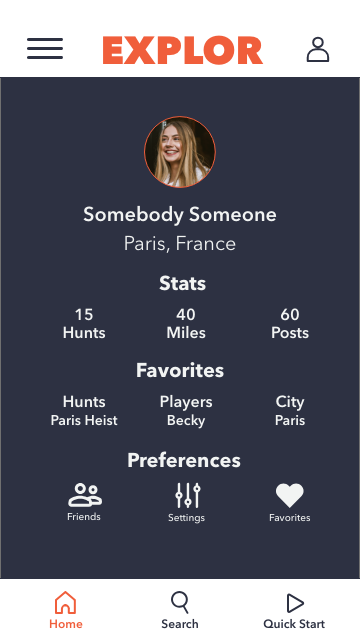 EXPLOR
Somebody Someone
Paris, France
Stats
15 40 60
Hunts Miles Posts
Favorites
Hunts Players City
Paris Heist Becky Paris
Preferences
Friends Settings Favorites
Home Search Quick Start